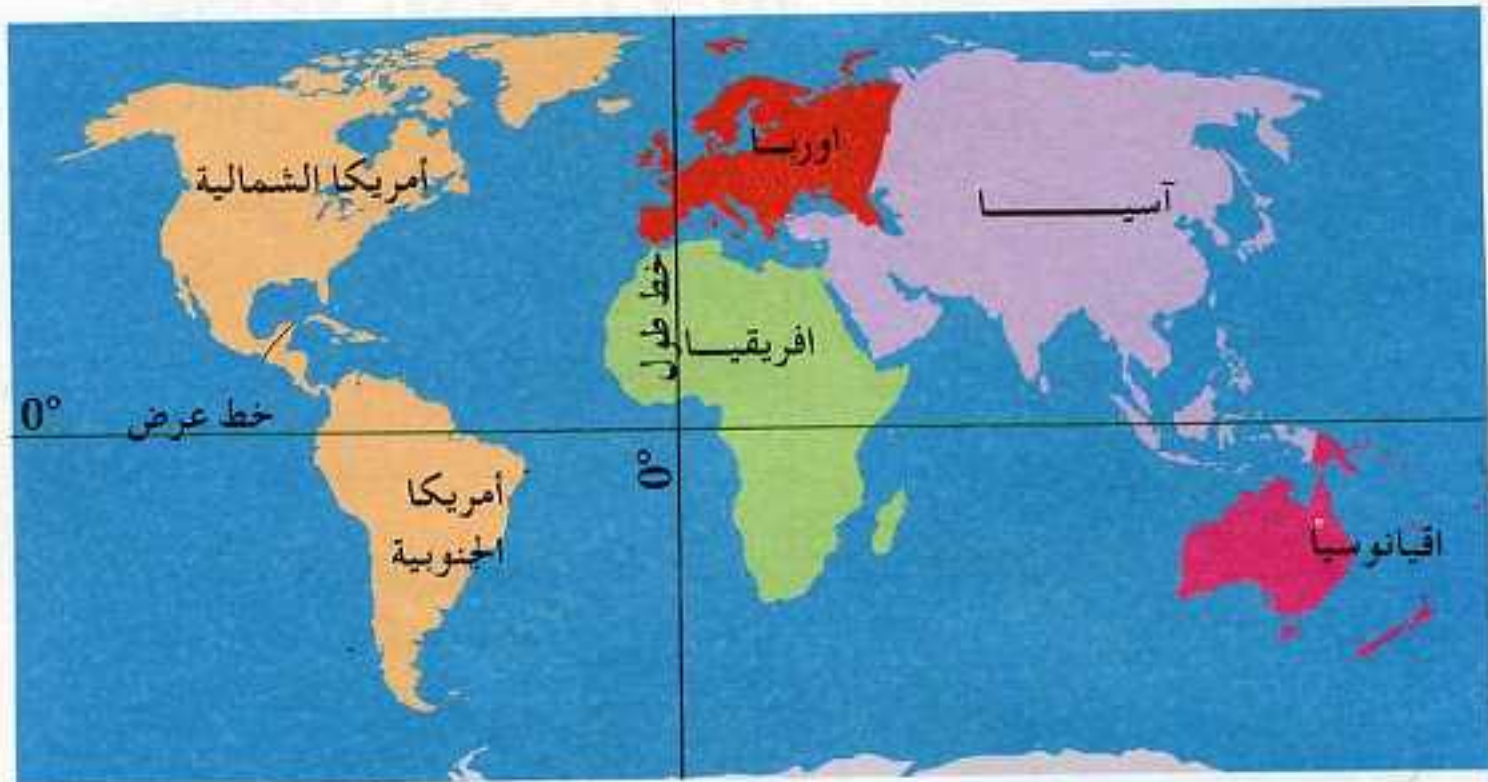 اوربا
أمريكا الشمالية
آسيا
خط طول
افريقيا
0°
خط عرض
0°
أمريكا
الجنوبية
اقيانوسيا